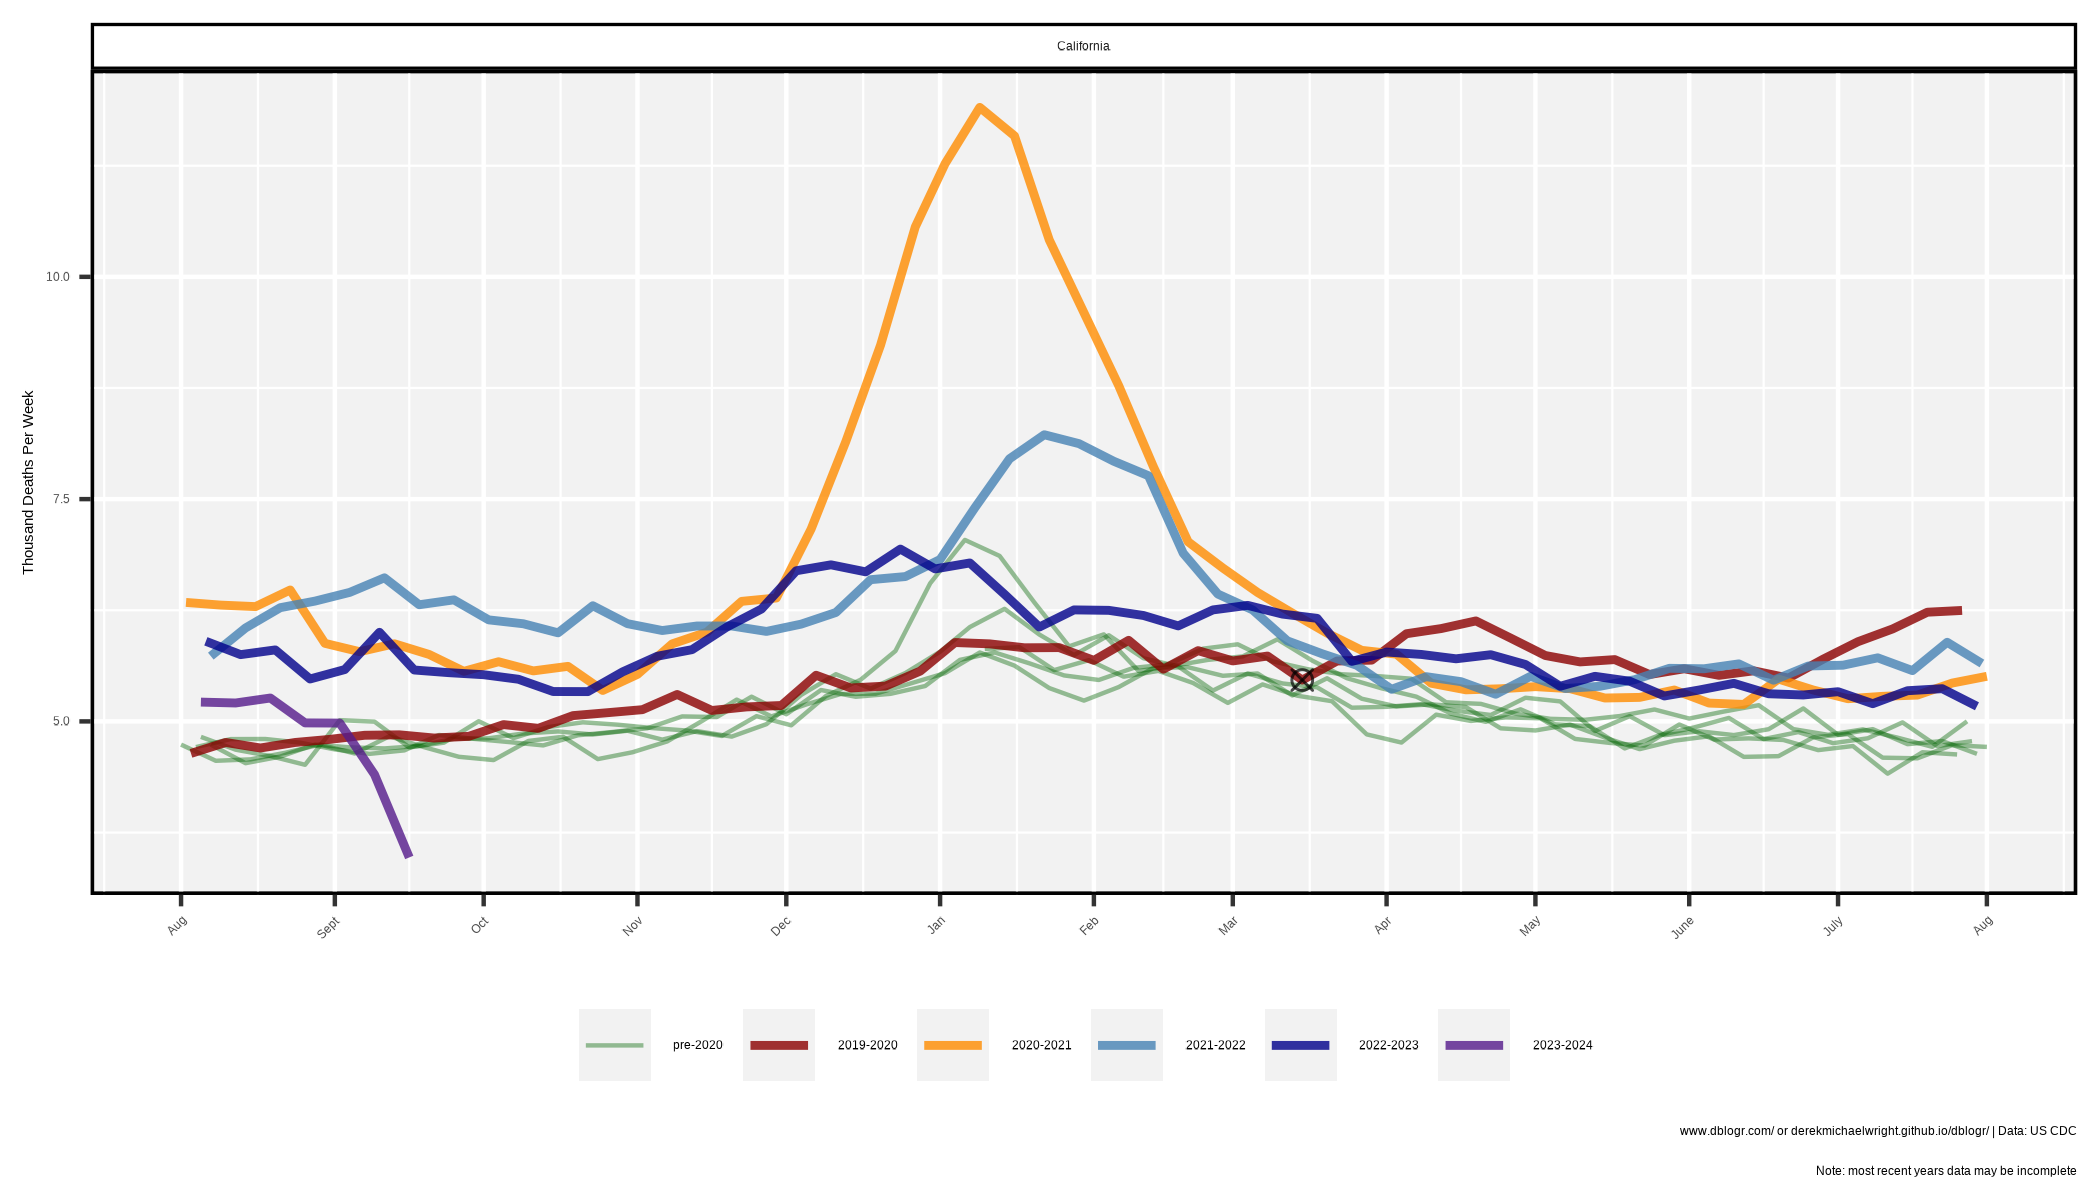 California
Thousand Deaths Per Week
10.0
7.5
5.0
Aug
Sept
Oct
Nov
Dec
Jan
Feb
Mar
Apr
May
June
July
Aug
pre-2020
2019-2020
2020-2021
2021-2022
2022-2023
2023-2024
www.dblogr.com/ or derekmichaelwright.github.io/dblogr/ | Data: US CDC
Note: most recent years data may be incomplete